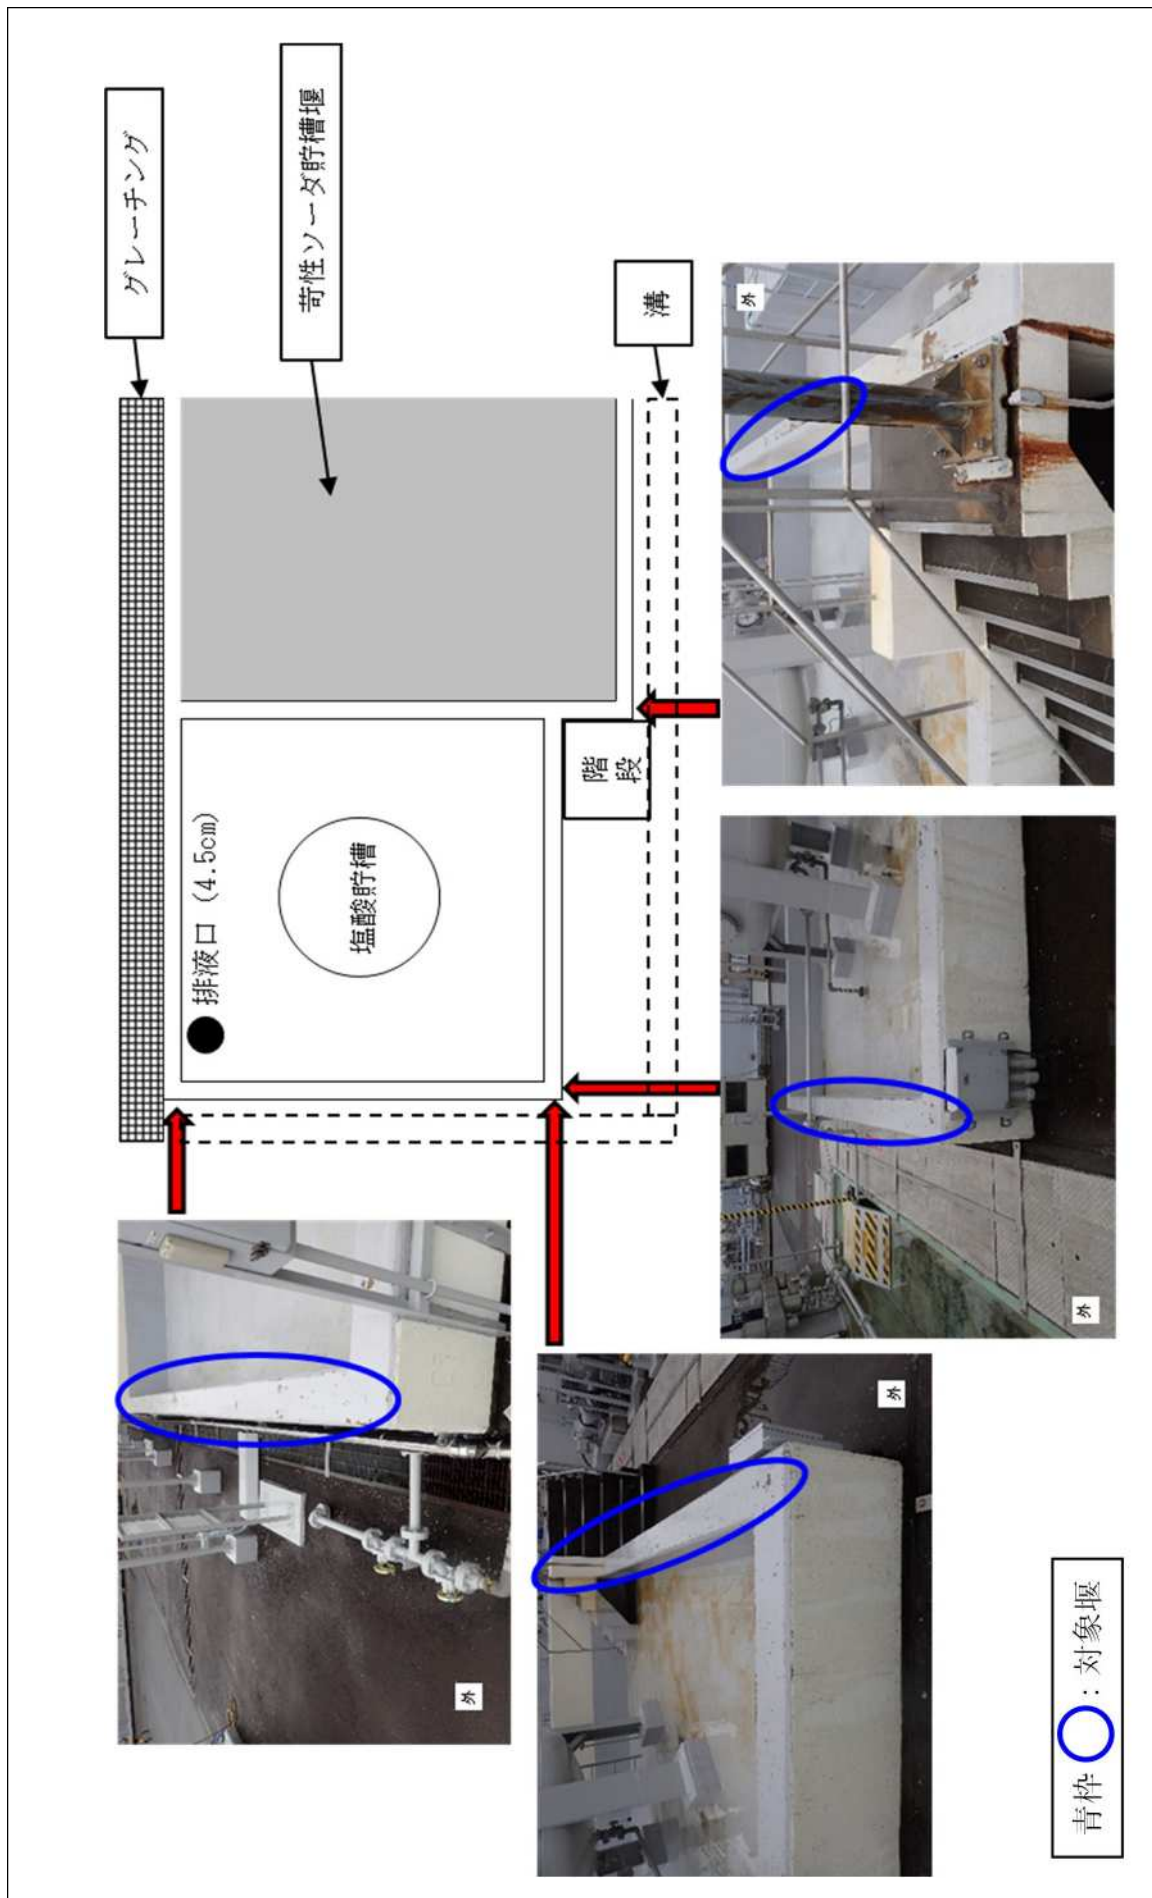 グレーチング
苛性ソーダ貯槽堰
溝
排液口 (4.5cm)
塩酸貯槽
階
段
外
外
外
外
青枠 : 対象堰